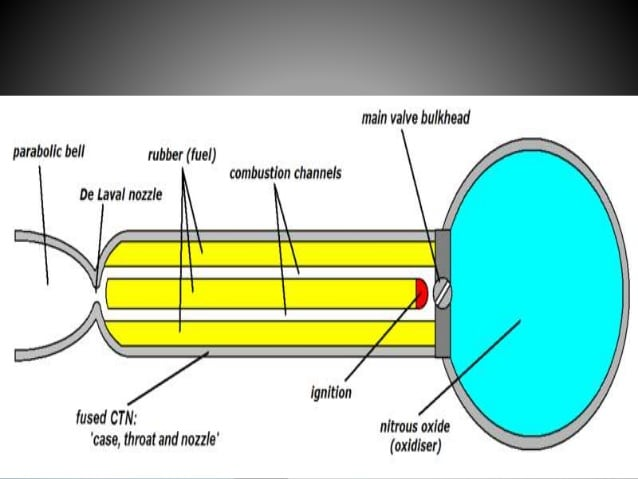 main valve bulkhead
parabolic bell
rubber (fuel)
combustion channels
De Laval nozzle
ignition
fused CTN:
'case, throat and nozzle'
nitrous oxide
(oxidiser)